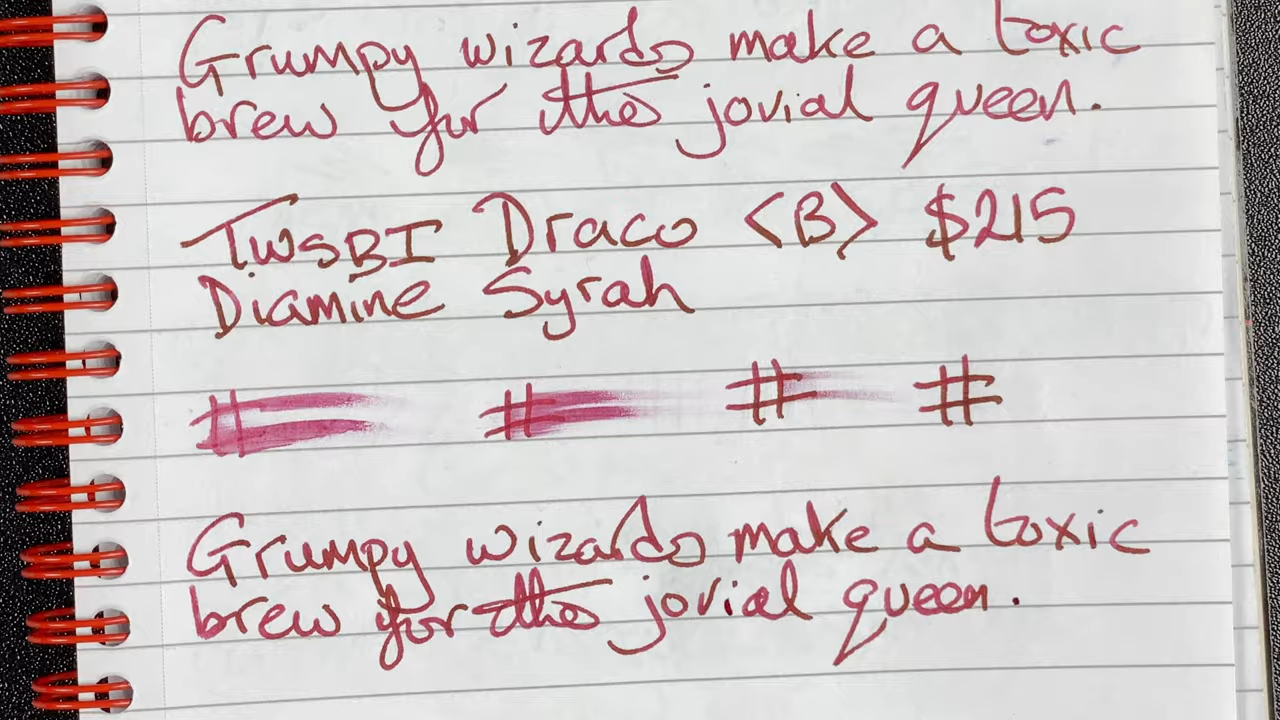 Grumpy wizards make a toxic
brew for the jovial queen.
TWSBI Draco <B> $215
Diamine Syrah
# # # #
Grumpy wizards make a toxic
brew for the jovial queen.